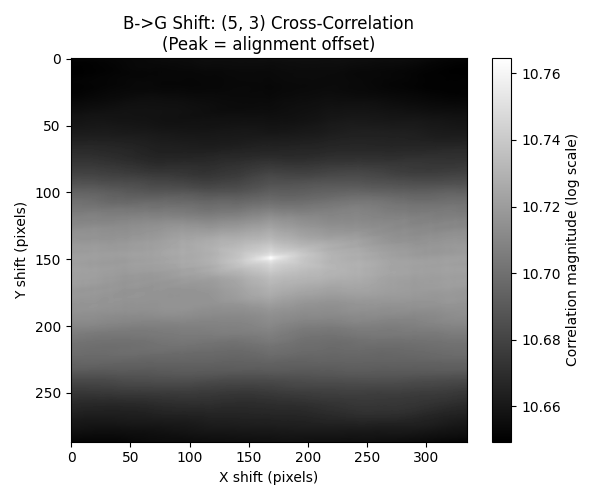 B->G Shift: (5, 3) Cross-Correlation
(Peak = alignment offset)
0
50
100
150
200
250
Y shift (pixels)
0 50 100 150 200 250 300
X shift (pixels)
10.76
10.74
10.72
10.70
10.68
10.66
Correlation magnitude (log scale)